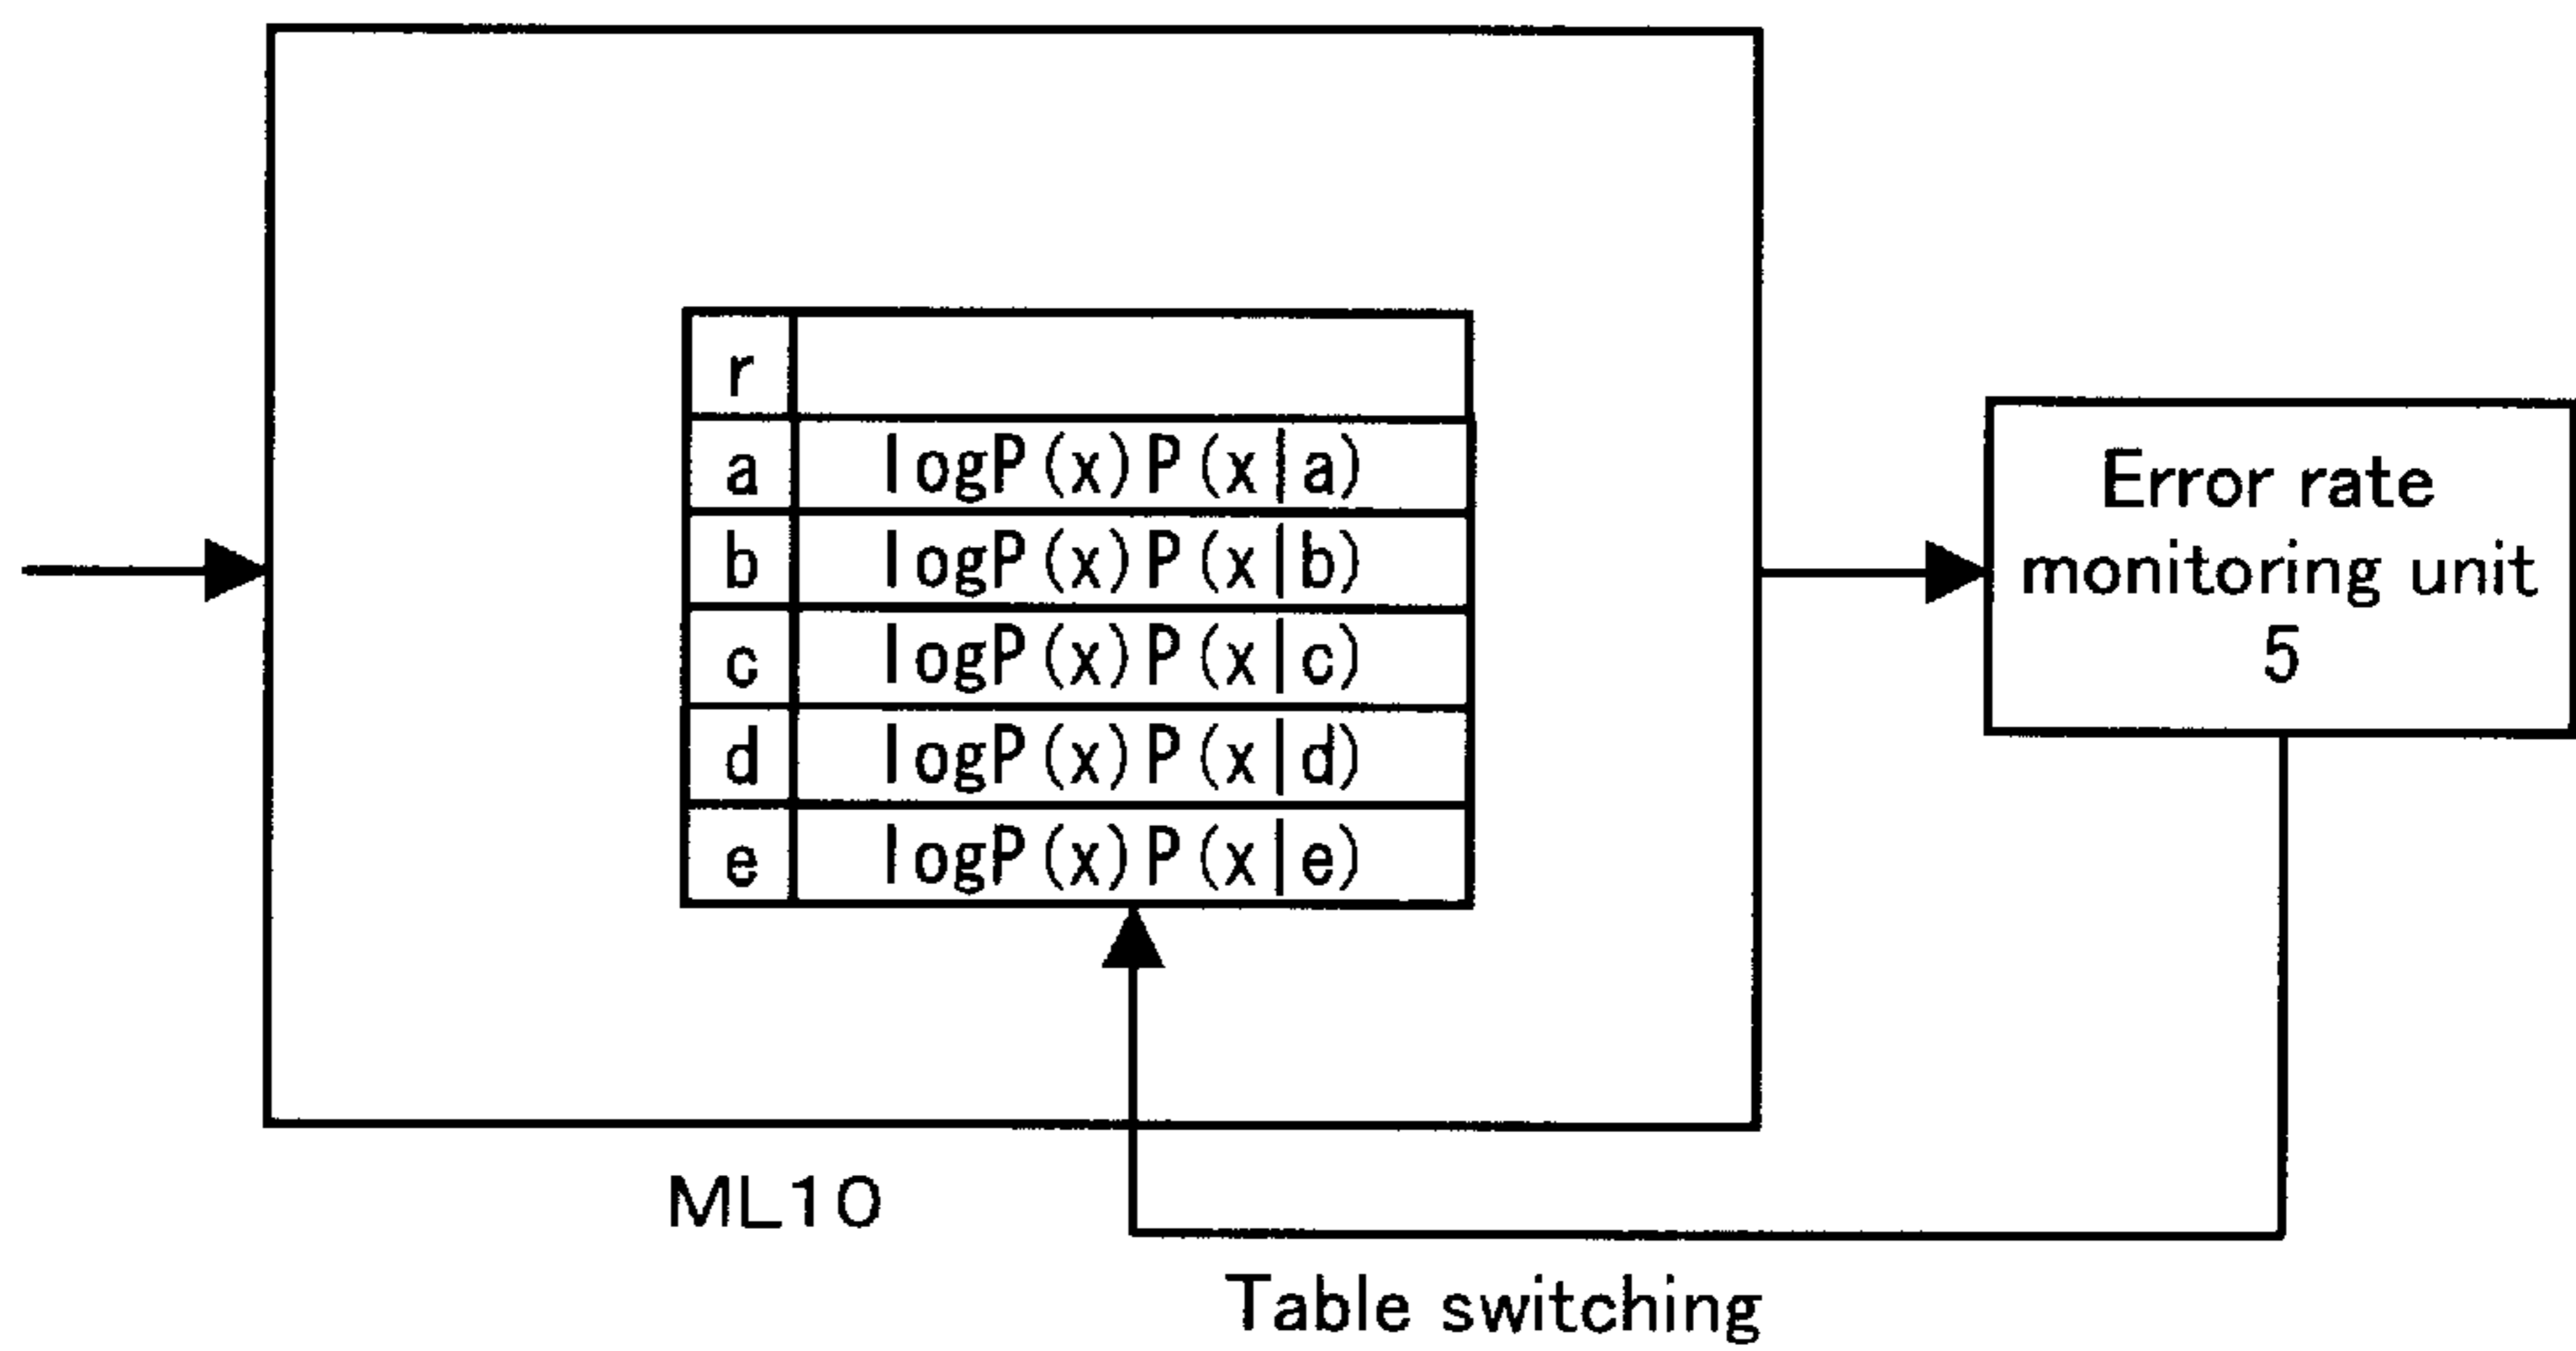 r
a logP(x)P(x|a)
b logP(x)P(x|b)
c logP(x)P(x|c)
d logP(x)P(x|d)
e logP(x)P(x|e)
Error rate
monitoring unit
5
ML10
Table switching